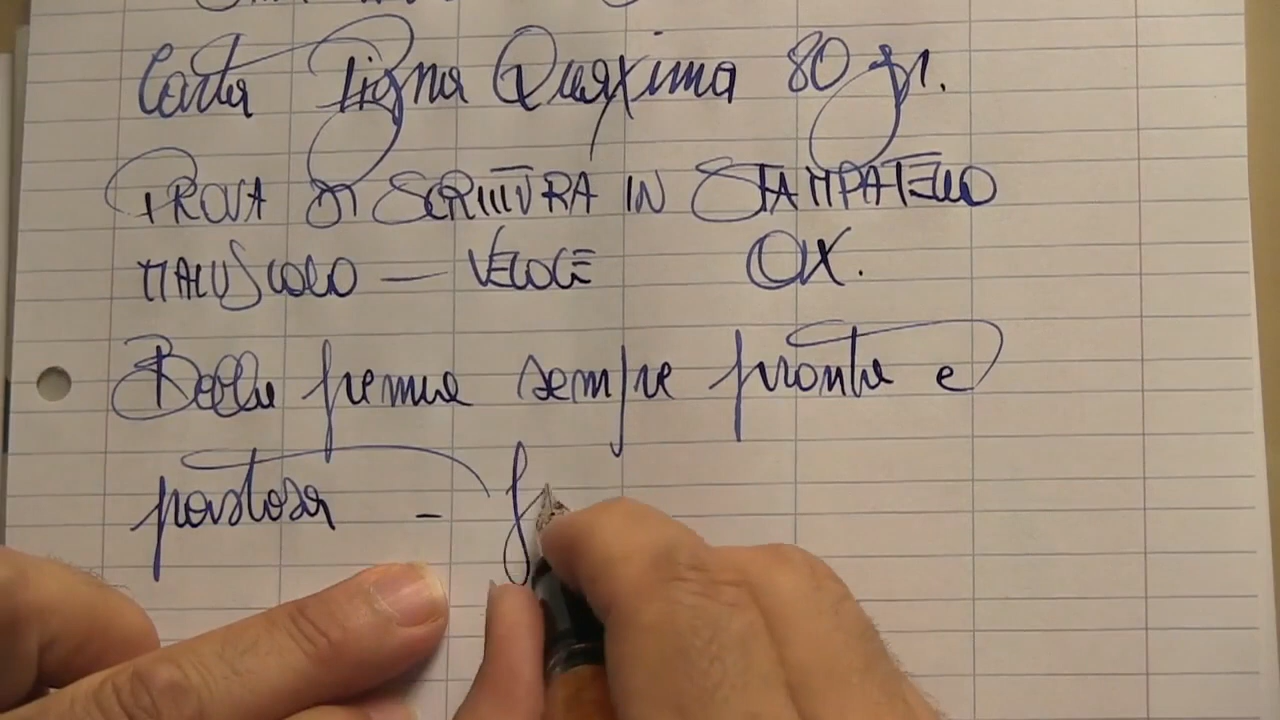 Carta Pigna Quaxima 80 gr.
PROVA DI SCRITTURA IN STAMPATELLO
MAIUSCOLO — VELOCE OK.
Bella penna sempre pronta e
pastosa –